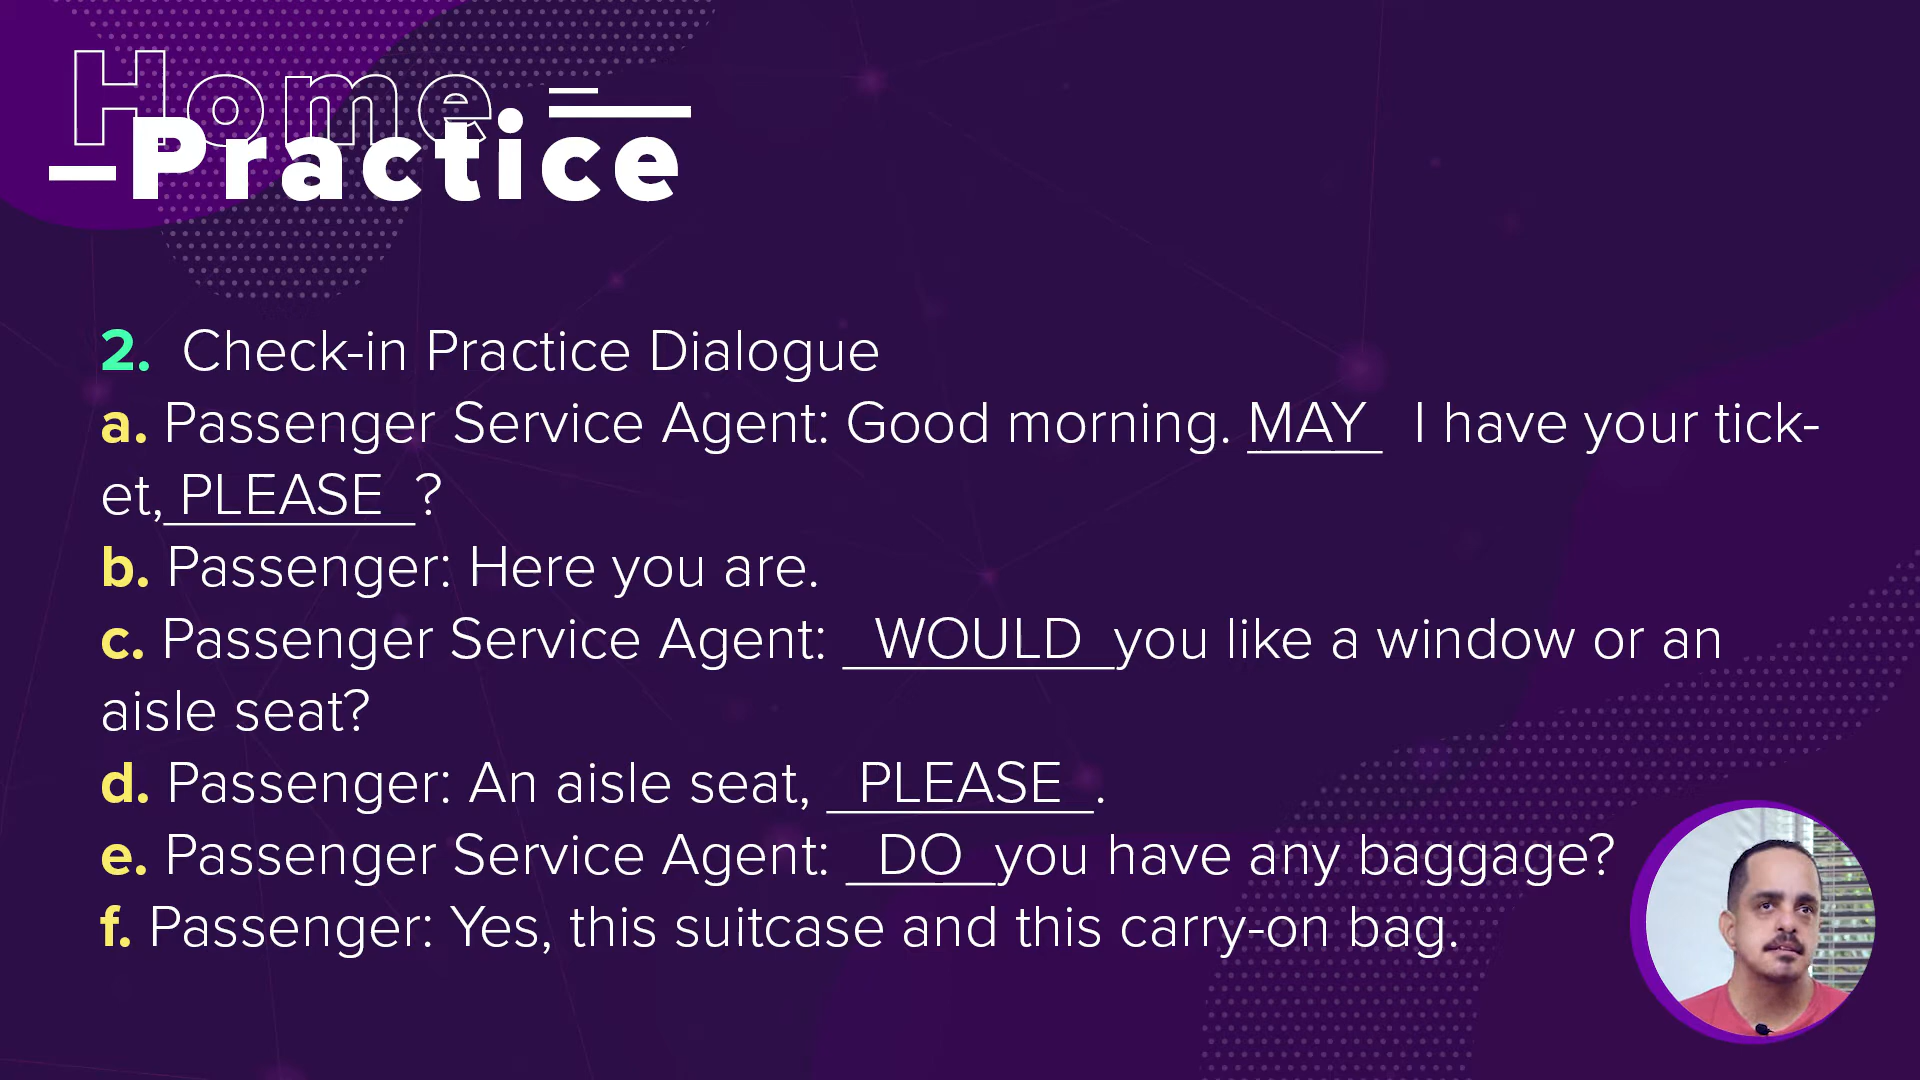 Home
Practice
2. Check-in Practice Dialogue
a. Passenger Service Agent: Good morning. MAY I have your tick-
et, PLEASE ?
b. Passenger: Here you are.
c. Passenger Service Agent: WOULD you like a window or an
aisle seat?
d. Passenger: An aisle seat, PLEASE .
e. Passenger Service Agent: DO you have any baggage?
f. Passenger: Yes, this suitcase and this carry-on bag.